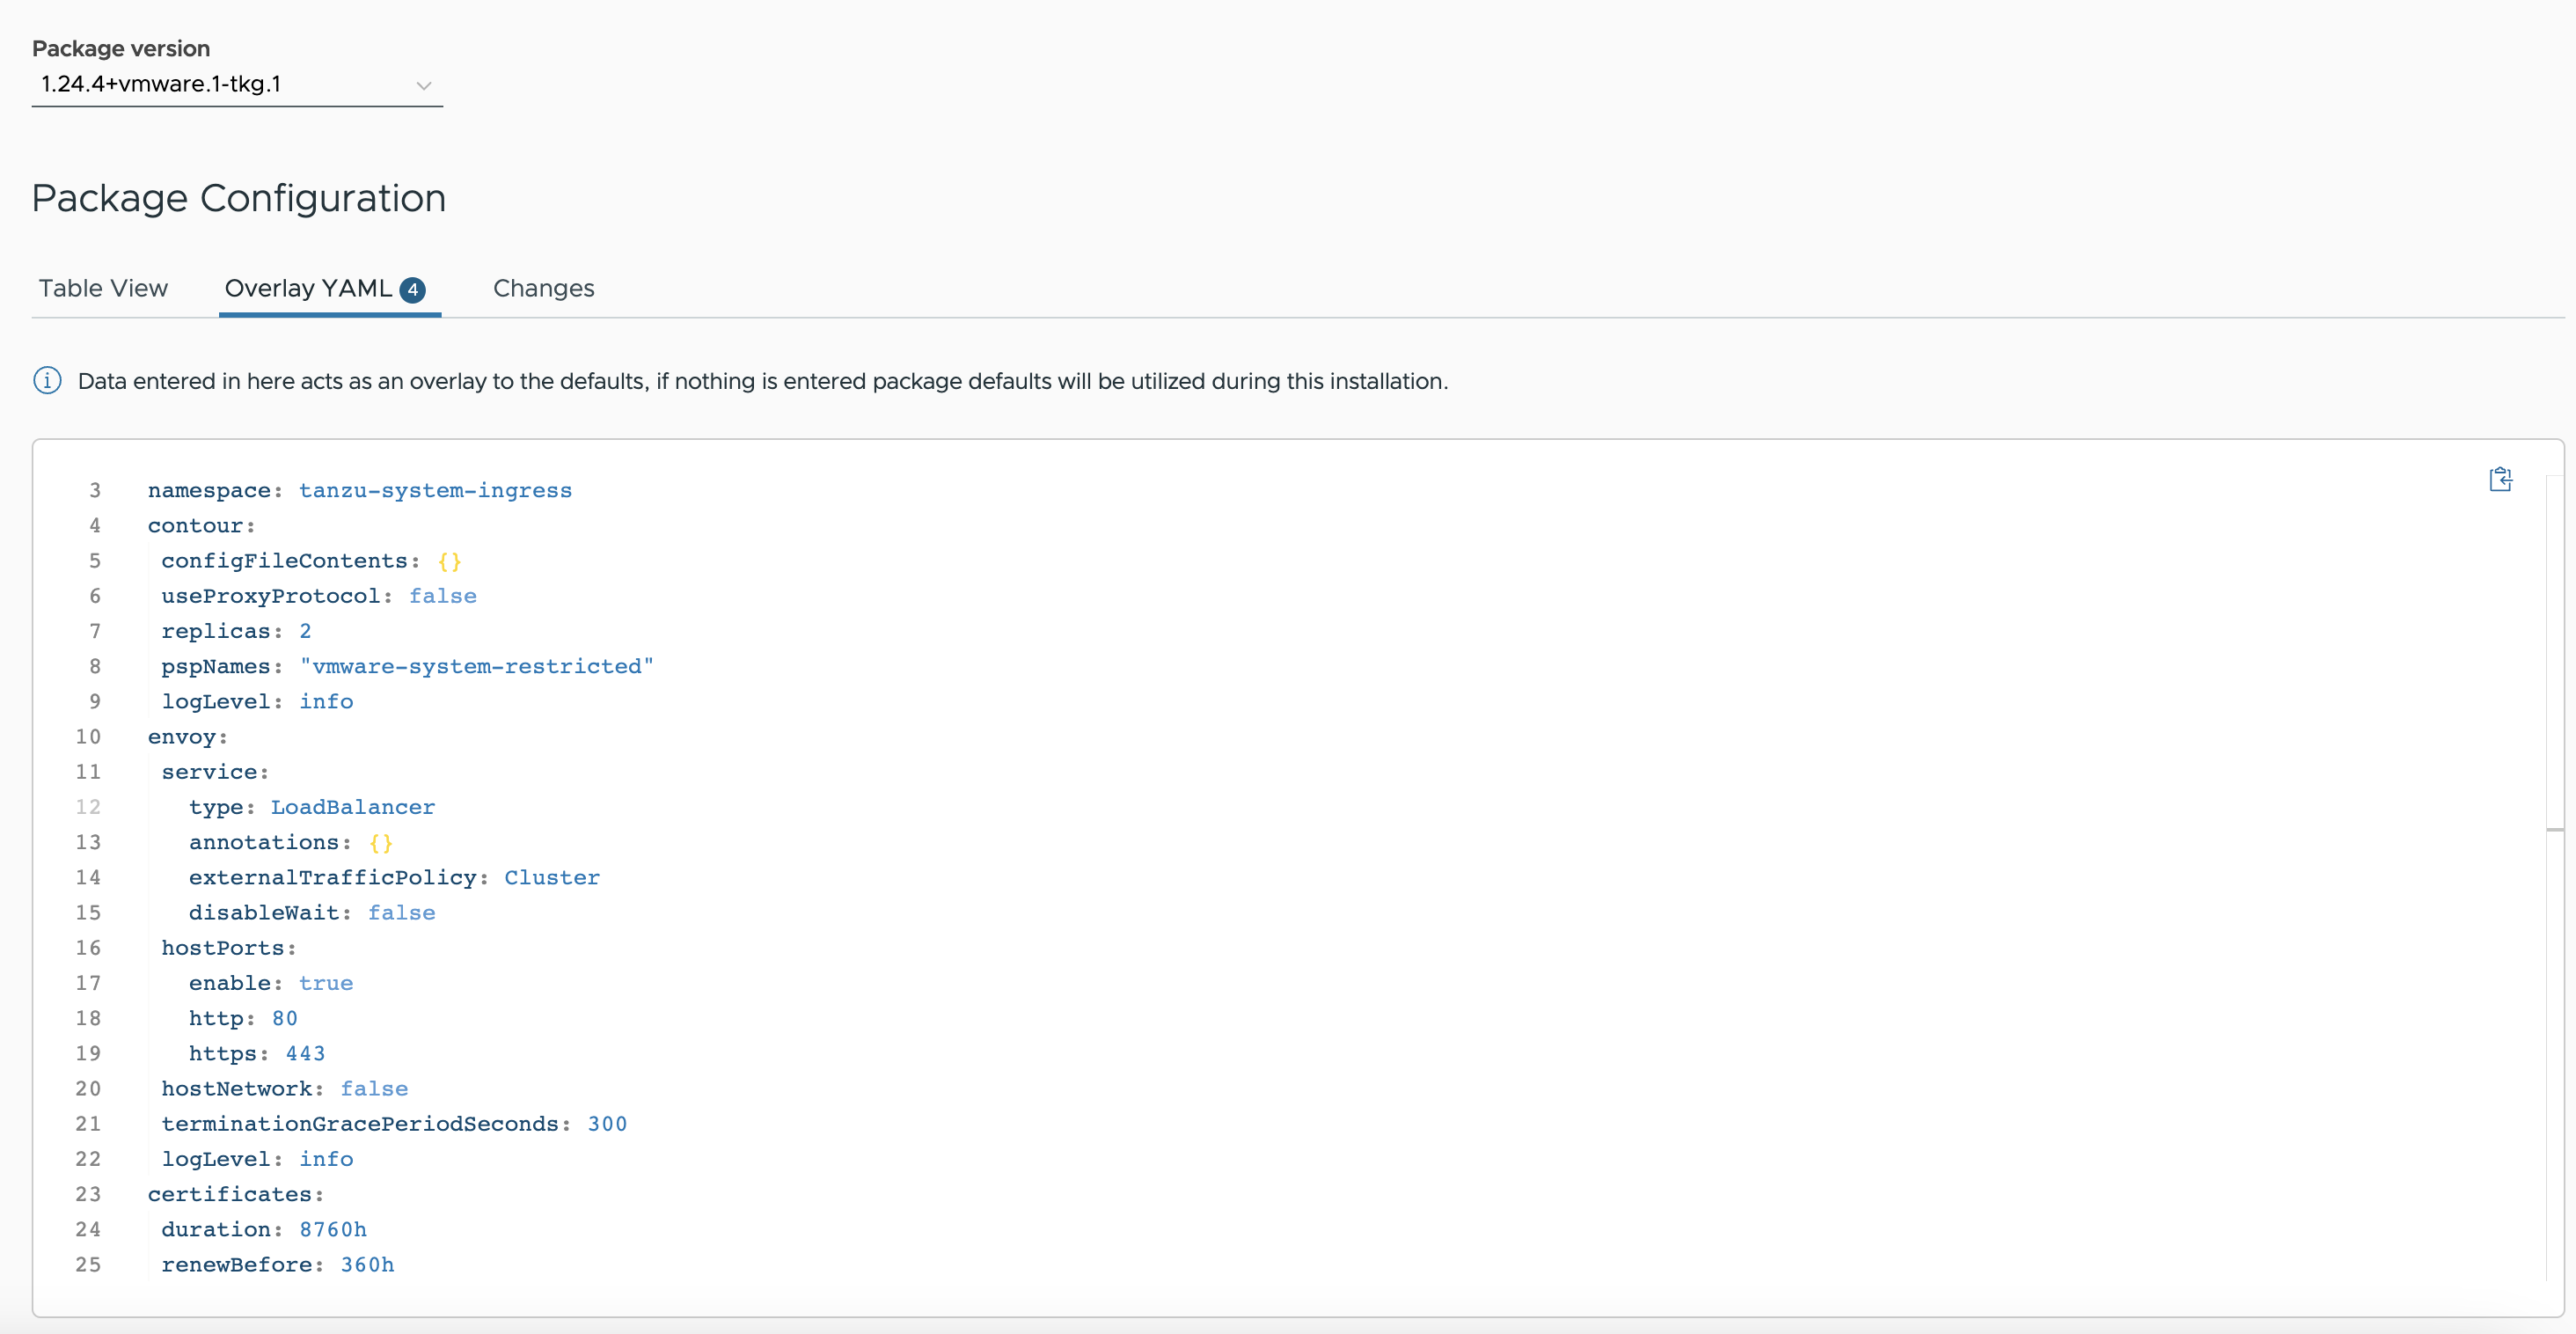 Package version
1.24.4+vmware.1-tkg.1
Package Configuration
Table View Overlay YAML 4 Changes
Data entered in here acts as an overlay to the defaults, if nothing is entered package defaults will be utilized during this installation.
3 namespace: tanzu-system-ingress
4 contour:
5 configFileContents: {}
6 useProxyProtocol: false
7 replicas: 2
8 pspNames: "vmware-system-restricted"
9 logLevel: info
10 envoy:
11 service:
12 type: LoadBalancer
13 annotations: {}
14 externalTrafficPolicy: Cluster
15 disableWait: false
16 hostPorts:
17 enable: true
18 http: 80
19 https: 443
20 hostNetwork: false
21 terminationGracePeriodSeconds: 300
22 logLevel: info
23 certificates:
24 duration: 8760h
25 renewBefore: 360h